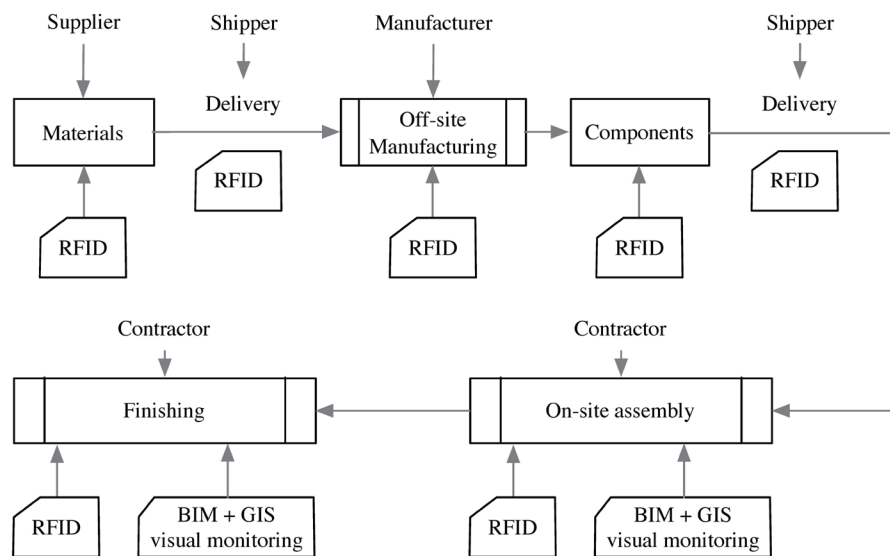 Supplier
Shipper
Manufacturer
Shipper
Materials
Delivery
Off-site
Manufacturing
Components
Delivery
RFID
RFID
RFID
RFID
RFID
Contractor
Contractor
Finishing
On-site assembly
RFID
BIM + GIS
visual monitoring
RFID
BIM + GIS
visual monitoring